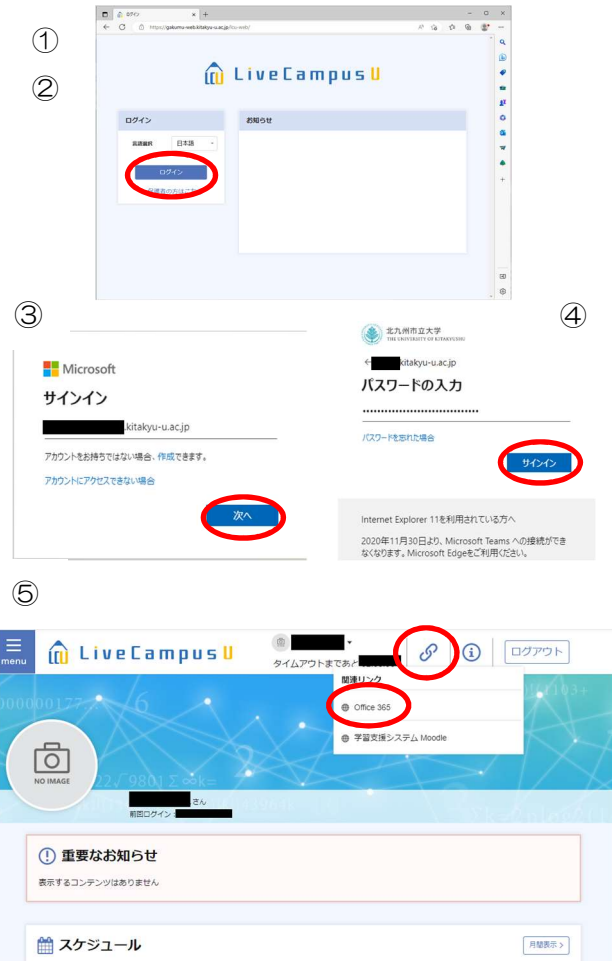 ①
②
ログイン
https://gakumu-web.kitakyu-u.ac.jp/lcu-web/
LiveCampusU
ログイン
言語選択 日本語
ログイン
お知らせ
③
Microsoft
サインイン
.kitakyu-u.ac.jp
アカウントをお持ちではない場合、作成できます。
アカウントにアクセスできない場合
次へ
④
北九州市立大学
THE UNIVERSITY OF KITAKYUSHU
kitakyu-u.ac.jp
パスワードの入力
パスワードを忘れた場合
サインイン
Internet Explorer 11を利用されている方へ
2020年11月30日より、Microsoft Teams への接続ができ
なくなります。Microsoft Edgeをご利用ください。
⑤
menu
LiveCampusU
タイムアウトまであと
ログアウト
関連リンク
Office 365
学習支援システム Moodle
NO IMAGE
さん
前回ログイン :
重要なお知らせ
表示するコンテンツはありません
スケジュール
月間表示 >